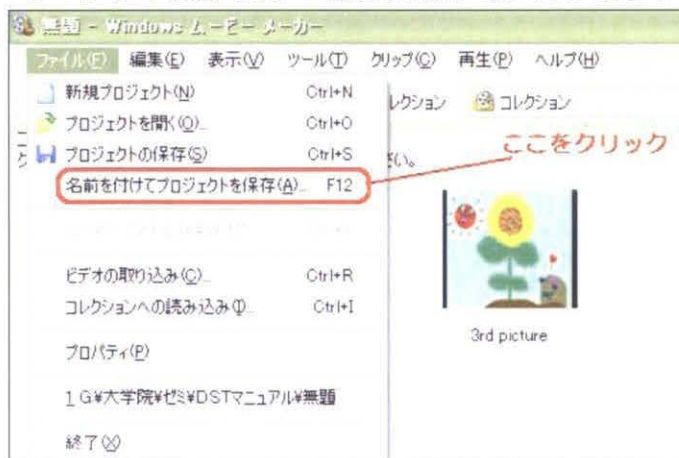 無題 - Windows ムービー メーカー
ファイル(F) 編集(E) 表示(V) ツール(T) クリップ(C) 再生(P) ヘルプ(H)
新規プロジェクト(N) Ctrl+N
レクション コレクション
プロジェクトを開く(O)... Ctrl+O
プロジェクトの保存(S) Ctrl+S
さい。
ここをクリック
名前を付けてプロジェクトを保存(A)... F12
ビデオの取り込み(C)... Ctrl+R
コレクションへの読み込み(I)... Ctrl+I
3rd picture
プロパティ(P)
1 G¥大学院¥ゼミ¥DSTマニュアル¥無題
終了(X)